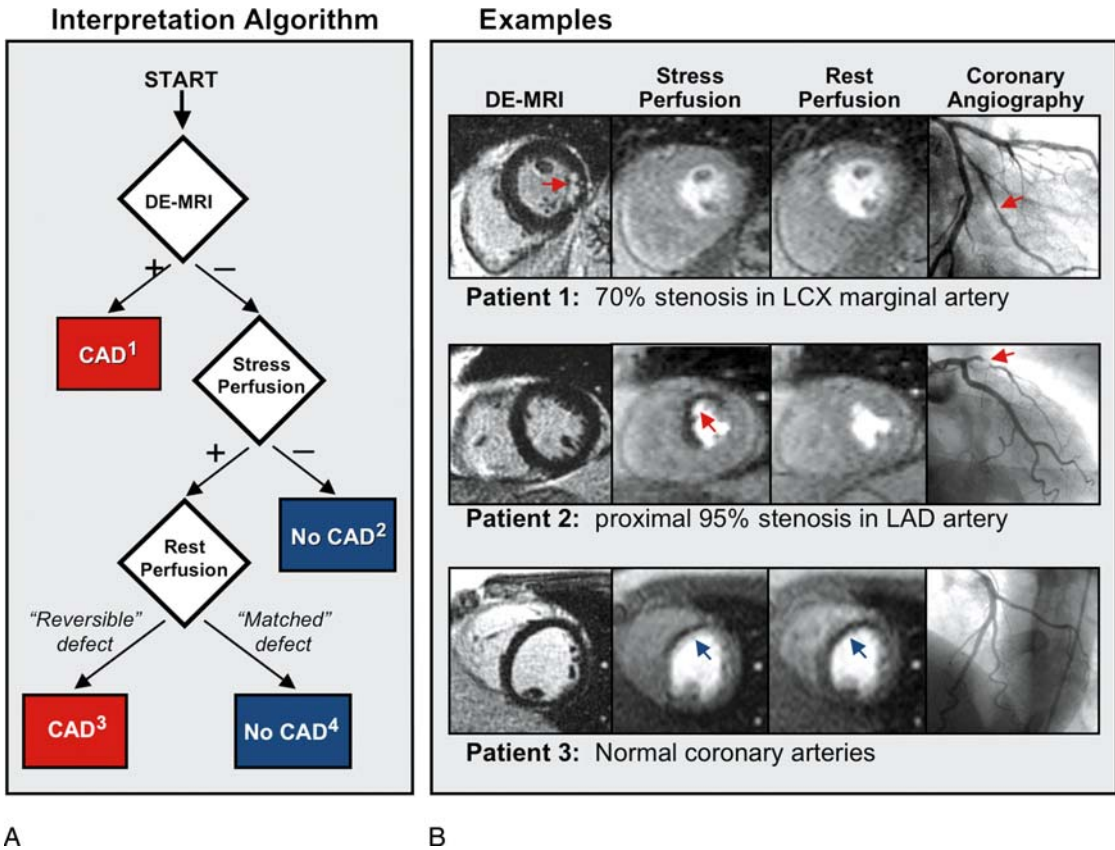 Interpretation Algorithm
START
DE-MRI
+ −
CAD1
Stress
Perfusion
+ −
No CAD2
Rest
Perfusion
“Reversible”
defect
“Matched”
defect
CAD3
No CAD4
A
Examples
DE-MRI
Stress
Perfusion
Rest
Perfusion
Coronary
Angiography
Patient 1: 70% stenosis in LCX marginal artery
Patient 2: proximal 95% stenosis in LAD artery
Patient 3: Normal coronary arteries
B